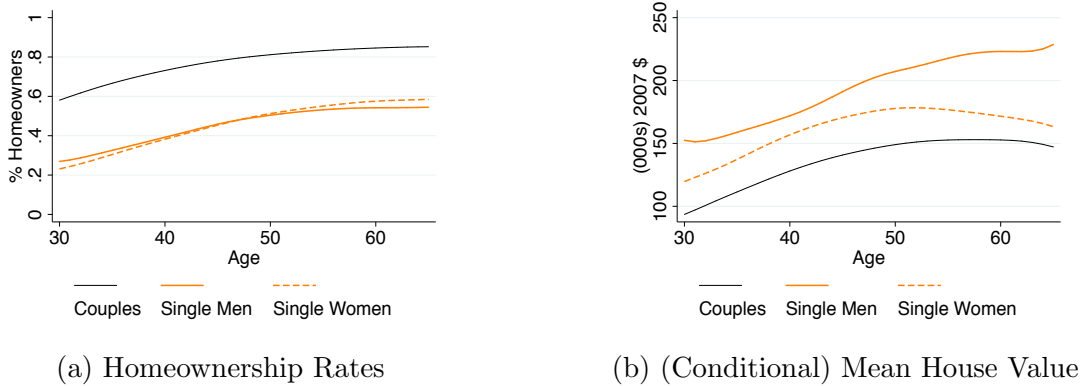 % Homeowners
1
.8
.6
.4
.2
0
30 40 50 60
Age
Couples Single Men Single Women
(a) Homeownership Rates
(000s) 2007 $
250
200
150
100
30 40 50 60
Age
Couples Single Men Single Women
(b) (Conditional) Mean House Value